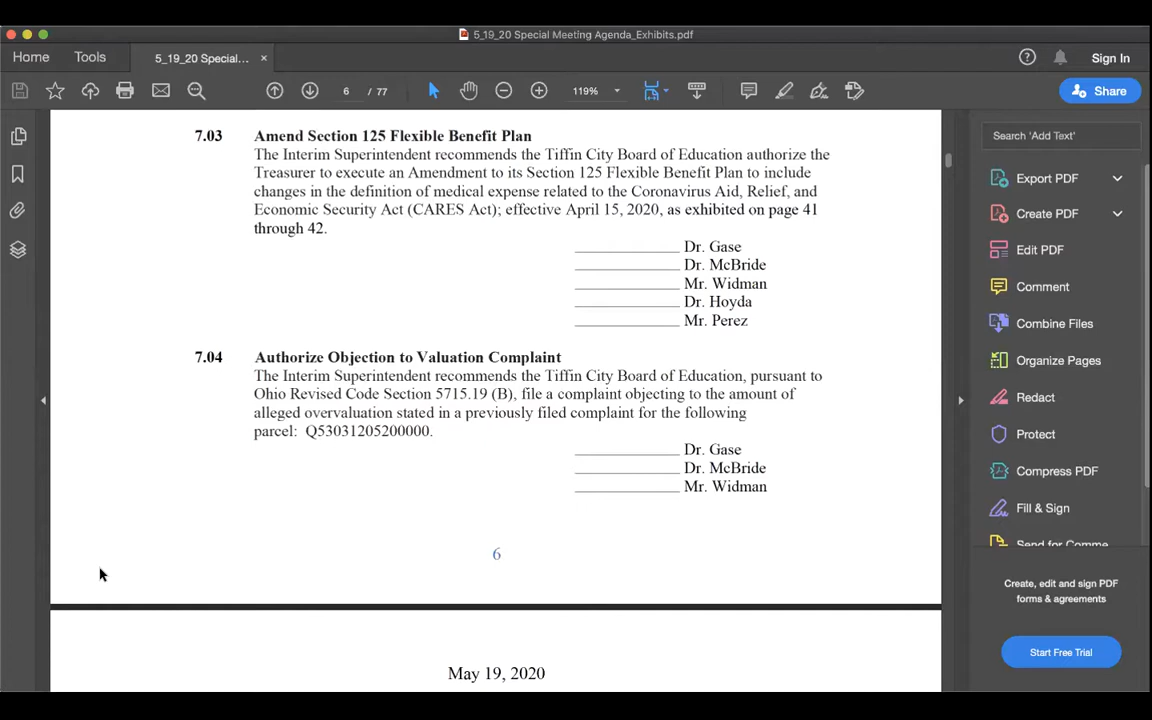 5_19_20 Special Meeting Agenda_Exhibits.pdf
Home Tools 5_19_20 Special... × Sign In
6 / 77 119% Share
7.03 Amend Section 125 Flexible Benefit Plan
The Interim Superintendent recommends the Tiffin City Board of Education authorize the
Treasurer to execute an Amendment to its Section 125 Flexible Benefit Plan to include
changes in the definition of medical expense related to the Coronavirus Aid, Relief, and
Economic Security Act (CARES Act); effective April 15, 2020, as exhibited on page 41
through 42.
Dr. Gase
Dr. McBride
Mr. Widman
Dr. Hoyda
Mr. Perez
7.04 Authorize Objection to Valuation Complaint
The Interim Superintendent recommends the Tiffin City Board of Education, pursuant to
Ohio Revised Code Section 5715.19 (B), file a complaint objecting to the amount of
alleged overvaluation stated in a previously filed complaint for the following
parcel: Q53031205200000.
Dr. Gase
Dr. McBride
Mr. Widman
6
May 19, 2020
Search 'Add Text'
Export PDF
Create PDF
Edit PDF
Comment
Combine Files
Organize Pages
Redact
Protect
Compress PDF
Fill & Sign
Send for Comme
Create, edit and sign PDF
forms & agreements
Start Free Trial